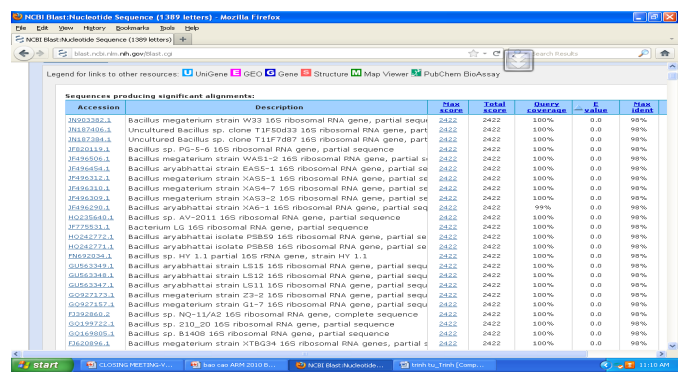 NCBI Blast:Nucleotide Sequence (1389 letters) - Mozilla Firefox
File Edit View History Bookmarks Tools Help
NCBI Blast:Nucleotide Sequence (1389 letters) +
blast.ncbi.nlm.nih.gov/Blast.cgi Search Results
Legend for links to other resources: U UniGene E GEO G Gene S Structure M Map Viewer PubChem BioAssay
Sequences producing significant alignments:
Accession Description Max score Total score Query coverage E value Max ident
JN903382.1 Bacillus megaterium strain W33 16S ribosomal RNA gene, partial sequ 2422 2422 100% 0.0 98%
JN187406.1 Uncultured Bacillus sp. clone T1F50d33 16S ribosomal RNA gene, part 2422 2422 100% 0.0 98%
JN187384.1 Uncultured Bacillus sp. clone T11F7d87 16S ribosomal RNA gene, part 2422 2422 100% 0.0 98%
JF820119.1 Bacillus sp. PG-5-6 16S ribosomal RNA gene, partial sequence 2422 2422 100% 0.0 98%
JF496506.1 Bacillus megaterium strain WAS1-2 16S ribosomal RNA gene, partial s 2422 2422 100% 0.0 98%
JF496454.1 Bacillus aryabhattai strain EAS5-1 16S ribosomal RNA gene, partial se 2422 2422 100% 0.0 98%
JF496312.1 Bacillus megaterium strain XAS5-1 16S ribosomal RNA gene, partial se 2422 2422 100% 0.0 98%
JF496310.1 Bacillus megaterium strain XAS4-7 16S ribosomal RNA gene, partial se 2422 2422 100% 0.0 98%
JF496309.1 Bacillus megaterium strain XAS3-2 16S ribosomal RNA gene, partial se 2422 2422 100% 0.0 98%
JF496290.1 Bacillus aryabhattai strain XA6-1 16S ribosomal RNA gene, partial seq 2422 2422 99% 0.0 98%
HQ235640.1 Bacillus sp. AV-2011 16S ribosomal RNA gene, partial sequence 2422 2422 100% 0.0 98%
JF775531.1 Bacterium LG 16S ribosomal RNA gene, partial sequence 2422 2422 100% 0.0 98%
HQ242772.1 Bacillus aryabhattai isolate PSB59 16S ribosomal RNA gene, partial se 2422 2422 100% 0.0 98%
HQ242771.1 Bacillus aryabhattai isolate PSB58 16S ribosomal RNA gene, partial se 2422 2422 100% 0.0 98%
FN692034.1 Bacillus sp. HY 1.1 partial 16S rRNA gene, strain HY 1.1 2422 2422 100% 0.0 98%
GU563349.1 Bacillus aryabhattai strain LS15 16S ribosomal RNA gene, partial sequ 2422 2422 100% 0.0 98%
GU563348.1 Bacillus aryabhattai strain LS12 16S ribosomal RNA gene, partial sequ 2422 2422 100% 0.0 98%
GU563347.1 Bacillus aryabhattai strain LS11 16S ribosomal RNA gene, partial sequ 2422 2422 100% 0.0 98%
GQ927173.1 Bacillus megaterium strain Z3-2 16S ribosomal RNA gene, partial sequ 2422 2422 100% 0.0 98%
GQ927157.1 Bacillus megaterium strain G1-7 16S ribosomal RNA gene, partial sequ 2422 2422 100% 0.0 98%
FJ392860.2 Bacillus sp. NQ-11/A2 16S ribosomal RNA gene, complete sequence 2422 2422 100% 0.0 98%
GQ199722.1 Bacillus sp. 210_20 16S ribosomal RNA gene, partial sequence 2422 2422 100% 0.0 98%
GQ169805.1 Bacillus sp. B1408 16S ribosomal RNA gene, partial sequence 2422 2422 100% 0.0 98%
FJ620896.1 Bacillus megaterium strain XTBG34 16S ribosomal RNA genes, partial s 2422 2422 100% 0.0 98%
start CLOSING MEETING-V... bao cao ARM 2010 B... NCBI Blast:Nucleotide... trinh tu_Trinh [Comp... 11:10 AM